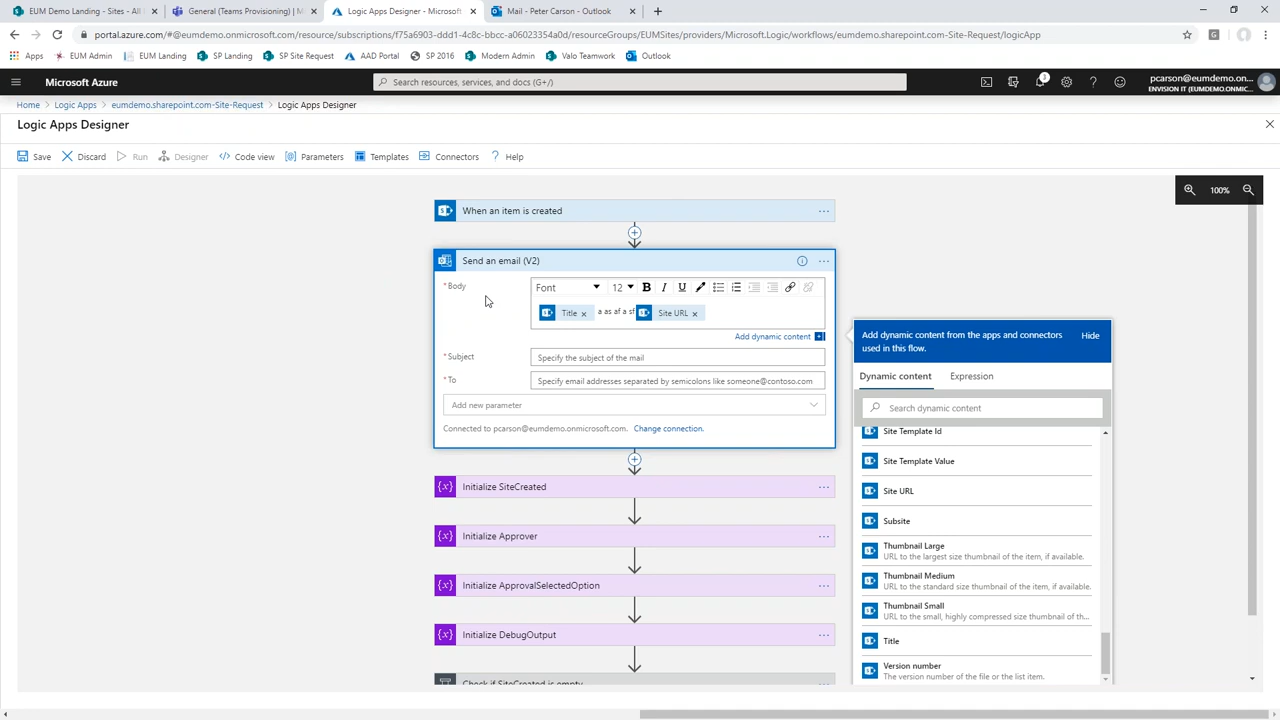 EUM Demo Landing - Sites - All
General (Teams Provisioning) | M
Logic Apps Designer - Microsoft
Mail - Peter Carson - Outlook
portal.azure.com/#@eumdemo.onmicrosoft.com/resource/subscriptions/f75a6903-ddd1-4c8c-bbcc-a06023354d50/resourceGroups/EUMSites/providers/Microsoft.Logic/workflows/eumdemo.sharepoint.com-Site-Request/logicApp
Apps EUM Admin EUM Landing SP Landing SP Site Request AAD Portal SP 2016 Modern Admin Valo Teamwork Outlook
Microsoft Azure
Search resources, services, and docs (G+/)
1
pcarson@eumdemo.on...
ENVISION IT (EUMDEMO.ONMIC...
Home > Logic Apps > eumdemo.sharepoint.com-Site-Request > Logic Apps Designer
Logic Apps Designer
Save Discard Run Designer Code view Parameters Templates Connectors Help
100%
When an item is created
Send an email (V2)
* Body
Font 12 B I U
Title × a as af a sf Site URL ×
Add dynamic content
* Subject
Specify the subject of the mail
* To
Specify email addresses separated by semicolons like someone@contoso.com
Add new parameter
Connected to pcarson@eumdemo.onmicrosoft.com. Change connection.
Initialize SiteCreated
Initialize Approver
Initialize ApprovalSelectedOption
Initialize DebugOutput
Check if SiteCreated is empty
Add dynamic content from the apps and connectors
used in this flow.
Hide
Dynamic content Expression
Search dynamic content
Site Template Id
Site Template Value
Site URL
Subsite
Thumbnail Large
URL to the largest size thumbnail of the item, if available.
Thumbnail Medium
URL to the standard size thumbnail of the item, if available.
Thumbnail Small
URL to the small, highly compressed size thumbnail of th...
Title
Version number
The version number of the file or the list item.